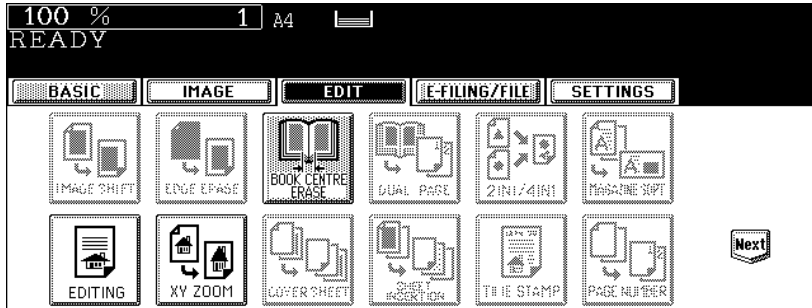 100 % 1 A4
READY
BASIC IMAGE EDIT E-FILING/FILE SETTINGS
IMAGE SHIFT EDGE ERASE BOOK CENTRE ERASE DUAL PAGE 2IN1/4IN1 MAGAZINE SORT
EDITING XY ZOOM COVER SHEET SHEET INSERTION TIME STAMP PAGE NUMBER
Next